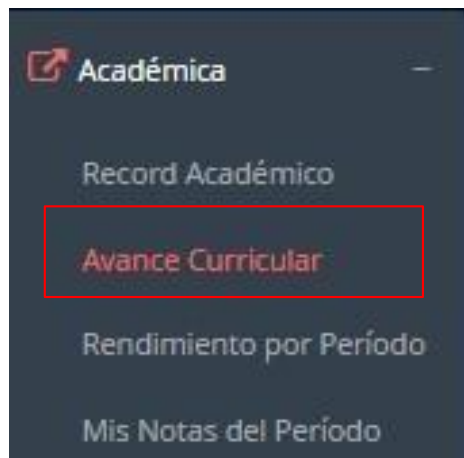 Académica
Record Académico
Avance Curricular
Rendimiento por Período
Mis Notas del Período